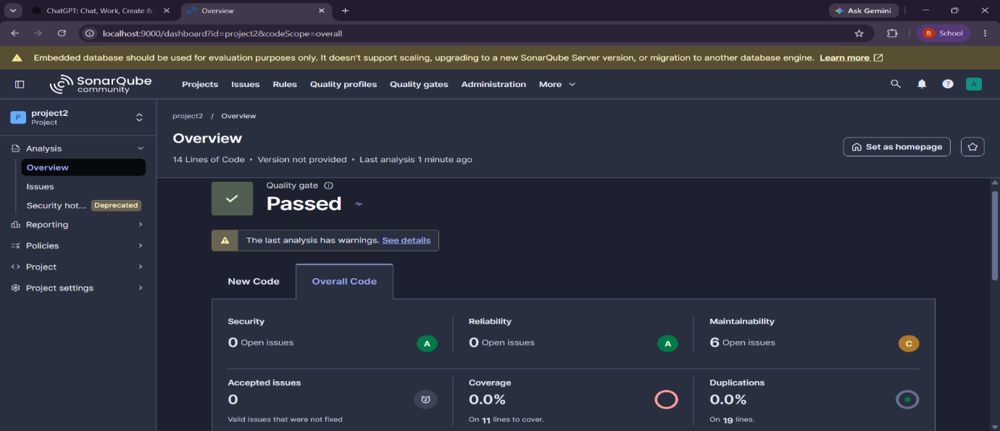 ChatGPT: Chat, Work, Create &
Overview
Ask Gemini
localhost:9000/dashboard?id=project2&codeScope=overall
B School
Embedded database should be used for evaluation purposes only. It doesn't support scaling, upgrading to a new SonarQube Server version, or migration to another database engine. Learn more
SonarQube community
Projects Issues Rules Quality profiles Quality gates Administration More
? A
P project2
Project
Analysis
Overview
Issues
Security hot... Deprecated
Reporting
Policies
Project
Project settings
project2 / Overview
Overview
14 Lines of Code • Version not provided • Last analysis 1 minute ago
Set as homepage
Quality gate
Passed
The last analysis has warnings. See details
New Code Overall Code
Security
0 Open issues A
Reliability
0 Open issues A
Maintainability
6 Open issues C
Accepted issues
0
Valid issues that were not fixed
Coverage
0.0%
On 11 lines to cover.
Duplications
0.0%
On 19 lines.